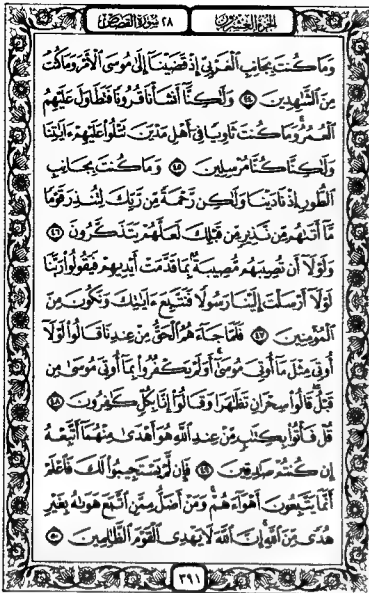 الجزء العشرون ٢٨ سورة القصص
وَمَا كُنتَ بِجَانِبِ ٱلْغَرْبِيِّ إِذْ قَضَيْنَآ إِلَىٰ مُوسَى ٱلْأَمْرَ وَمَا كُنتَ
مِنَ ٱلشَّٰهِدِينَ ٤٤ وَلَٰكِنَّآ أَنشَأْنَا قُرُونًا فَتَطَاوَلَ عَلَيْهِمُ
ٱلْعُمُرُ ۚ وَمَا كُنتَ ثَاوِيًا فِىٓ أَهْلِ مَدْيَنَ تَتْلُوا۟ عَلَيْهِمْ ءَايَٰتِنَا
وَلَٰكِنَّا كُنَّا مُرْسِلِينَ ٤٥ وَمَا كُنتَ بِجَانِبِ
ٱلطُّورِ إِذْ نَادَيْنَا وَلَٰكِن رَّحْمَةً مِّن رَّبِّكَ لِتُنذِرَ قَوْمًا
مَّآ أَتَىٰهُم مِّن نَّذِيرٍ مِّن قَبْلِكَ لَعَلَّهُمْ يَتَذَكَّرُونَ ٤٦
وَلَوْلَآ أَن تُصِيبَهُم مُّصِيبَةٌۢ بِمَا قَدَّمَتْ أَيْدِيهِمْ فَيَقُولُوا۟ رَبَّنَا
لَوْلَآ أَرْسَلْتَ إِلَيْنَا رَسُولًا فَنَتَّبِعَ ءَايَٰتِكَ وَنَكُونَ مِنَ
ٱلْمُؤْمِنِينَ ٤٧ فَلَمَّا جَآءَهُمُ ٱلْحَقُّ مِنْ عِندِنَا قَالُوا۟ لَوْلَآ
أُوتِىَ مِثْلَ مَآ أُوتِىَ مُوسَىٰٓ ۚ أَوَلَمْ يَكْفُرُوا۟ بِمَآ أُوتِىَ مُوسَىٰ مِن
قَبْلُ ۖ قَالُوا۟ سِحْرَانِ تَظَٰهَرَا وَقَالُوٓا۟ إِنَّا بِكُلٍّ كَٰفِرُونَ ٤٨
قُلْ فَأْتُوا۟ بِكِتَٰبٍ مِّنْ عِندِ ٱللَّهِ هُوَ أَهْدَىٰ مِنْهُمَآ أَتَّبِعْهُ
إِن كُنتُمْ صَٰدِقِينَ ٤٩ فَإِن لَّمْ يَسْتَجِيبُوا۟ لَكَ فَٱعْلَمْ
أَنَّمَا يَتَّبِعُونَ أَهْوَآءَهُمْ ۚ وَمَنْ أَضَلُّ مِمَّنِ ٱتَّبَعَ هَوَىٰهُ بِغَيْرِ
هُدًى مِّنَ ٱللَّهِ ۚ إِنَّ ٱللَّهَ لَا يَهْدِى ٱلْقَوْمَ ٱلظَّٰلِمِينَ ٥٠
٣٩١